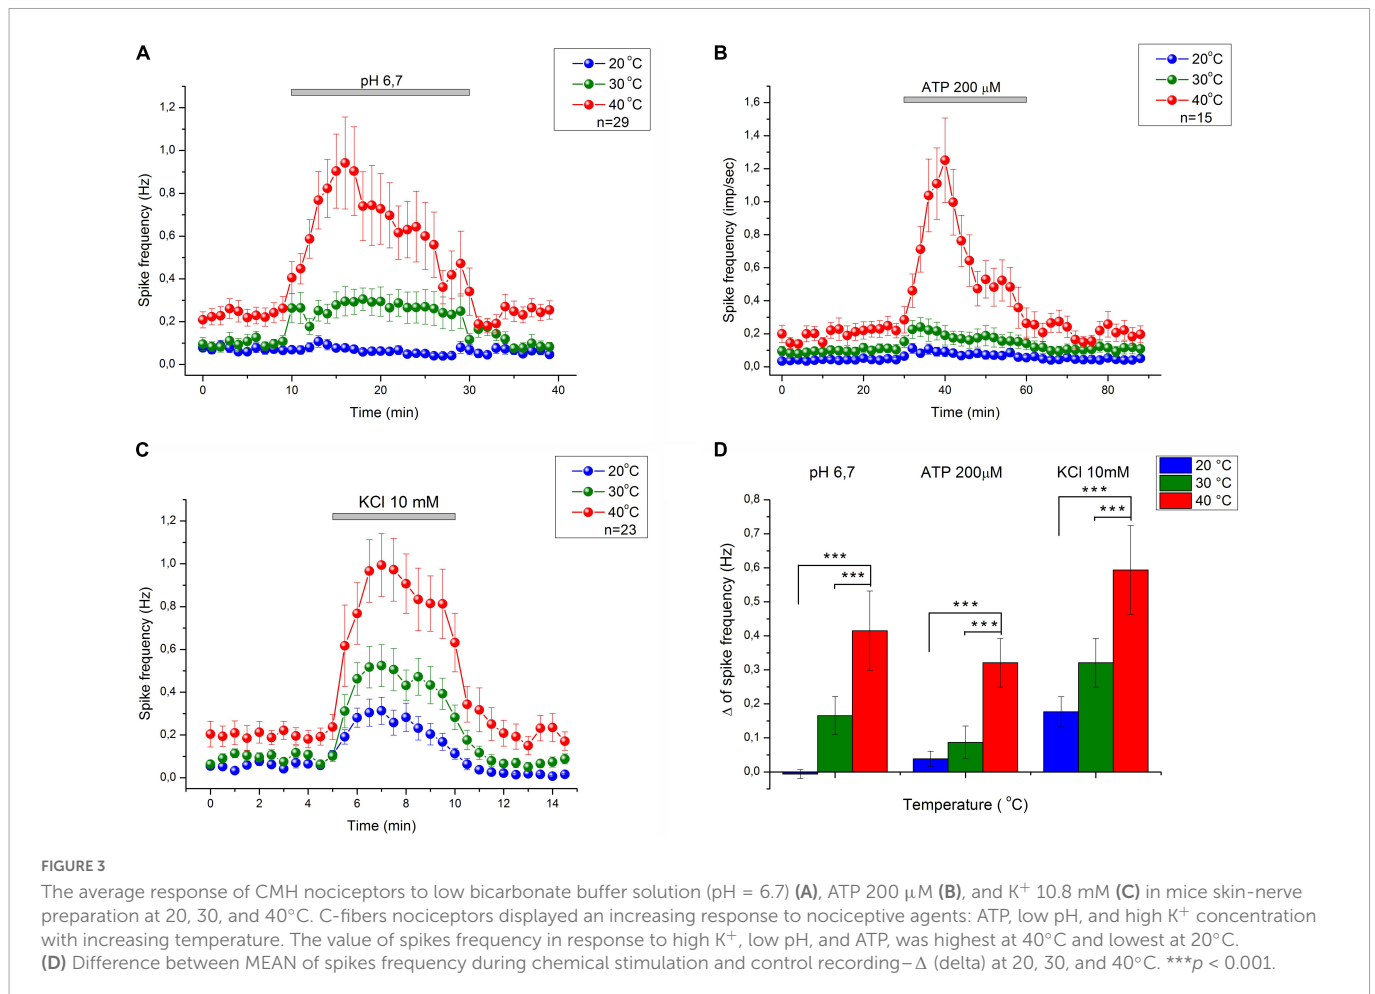 A
pH 6,7
20°C
30°C
40°C
n=29
Spike frequency (Hz)
1,2
1,0
0,8
0,6
0,4
0,2
0,0
0 10 20 30 40
Time (min)
B
ATP 200 μM
20°C
30°C
40°C
n=15
Spike frequency (imp/sec)
1,6
1,4
1,2
1,0
0,8
0,6
0,4
0,2
0,0
0 20 40 60 80
Time (min)
C
KCl 10 mM
20°C
30°C
40°C
n=23
Spike frequency (Hz)
1,2
1,0
0,8
0,6
0,4
0,2
0,0
0 2 4 6 8 10 12 14
Time (min)
D
pH 6,7 ATP 200μM KCl 10mM
20 °C
30 °C
40 °C
Δ of spike frequency (Hz)
0,8
0,7
0,6
0,5
0,4
0,3
0,2
0,1
0,0
*** ***
*** ***
*** ***
Temperature ( °C)
FIGURE 3
The average response of CMH nociceptors to low bicarbonate buffer solution (pH = 6.7) (A), ATP 200 μM (B), and K+ 10.8 mM (C) in mice skin-nerve
preparation at 20, 30, and 40°C. C-fibers nociceptors displayed an increasing response to nociceptive agents: ATP, low pH, and high K+ concentration
with increasing temperature. The value of spikes frequency in response to high K+, low pH, and ATP, was highest at 40°C and lowest at 20°C.
(D) Difference between MEAN of spikes frequency during chemical stimulation and control recording–Δ (delta) at 20, 30, and 40°C. ***p < 0.001.